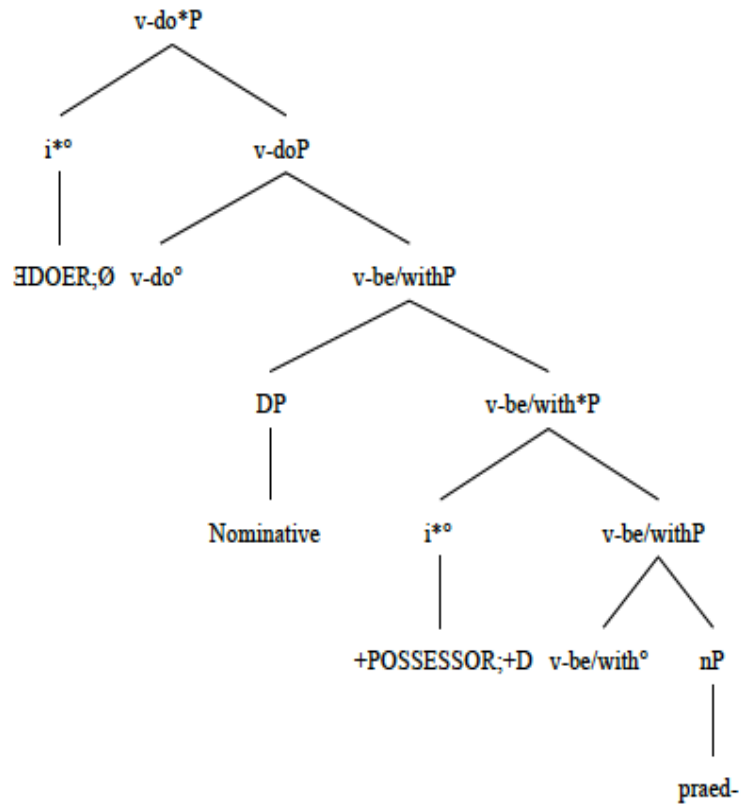 v-do*P
i*° v-doP
ƎDOER;Ø v-do° v-be/withP
DP v-be/with*P
Nominative i*° v-be/withP
+POSSESSOR;+D v-be/with° nP
praed-